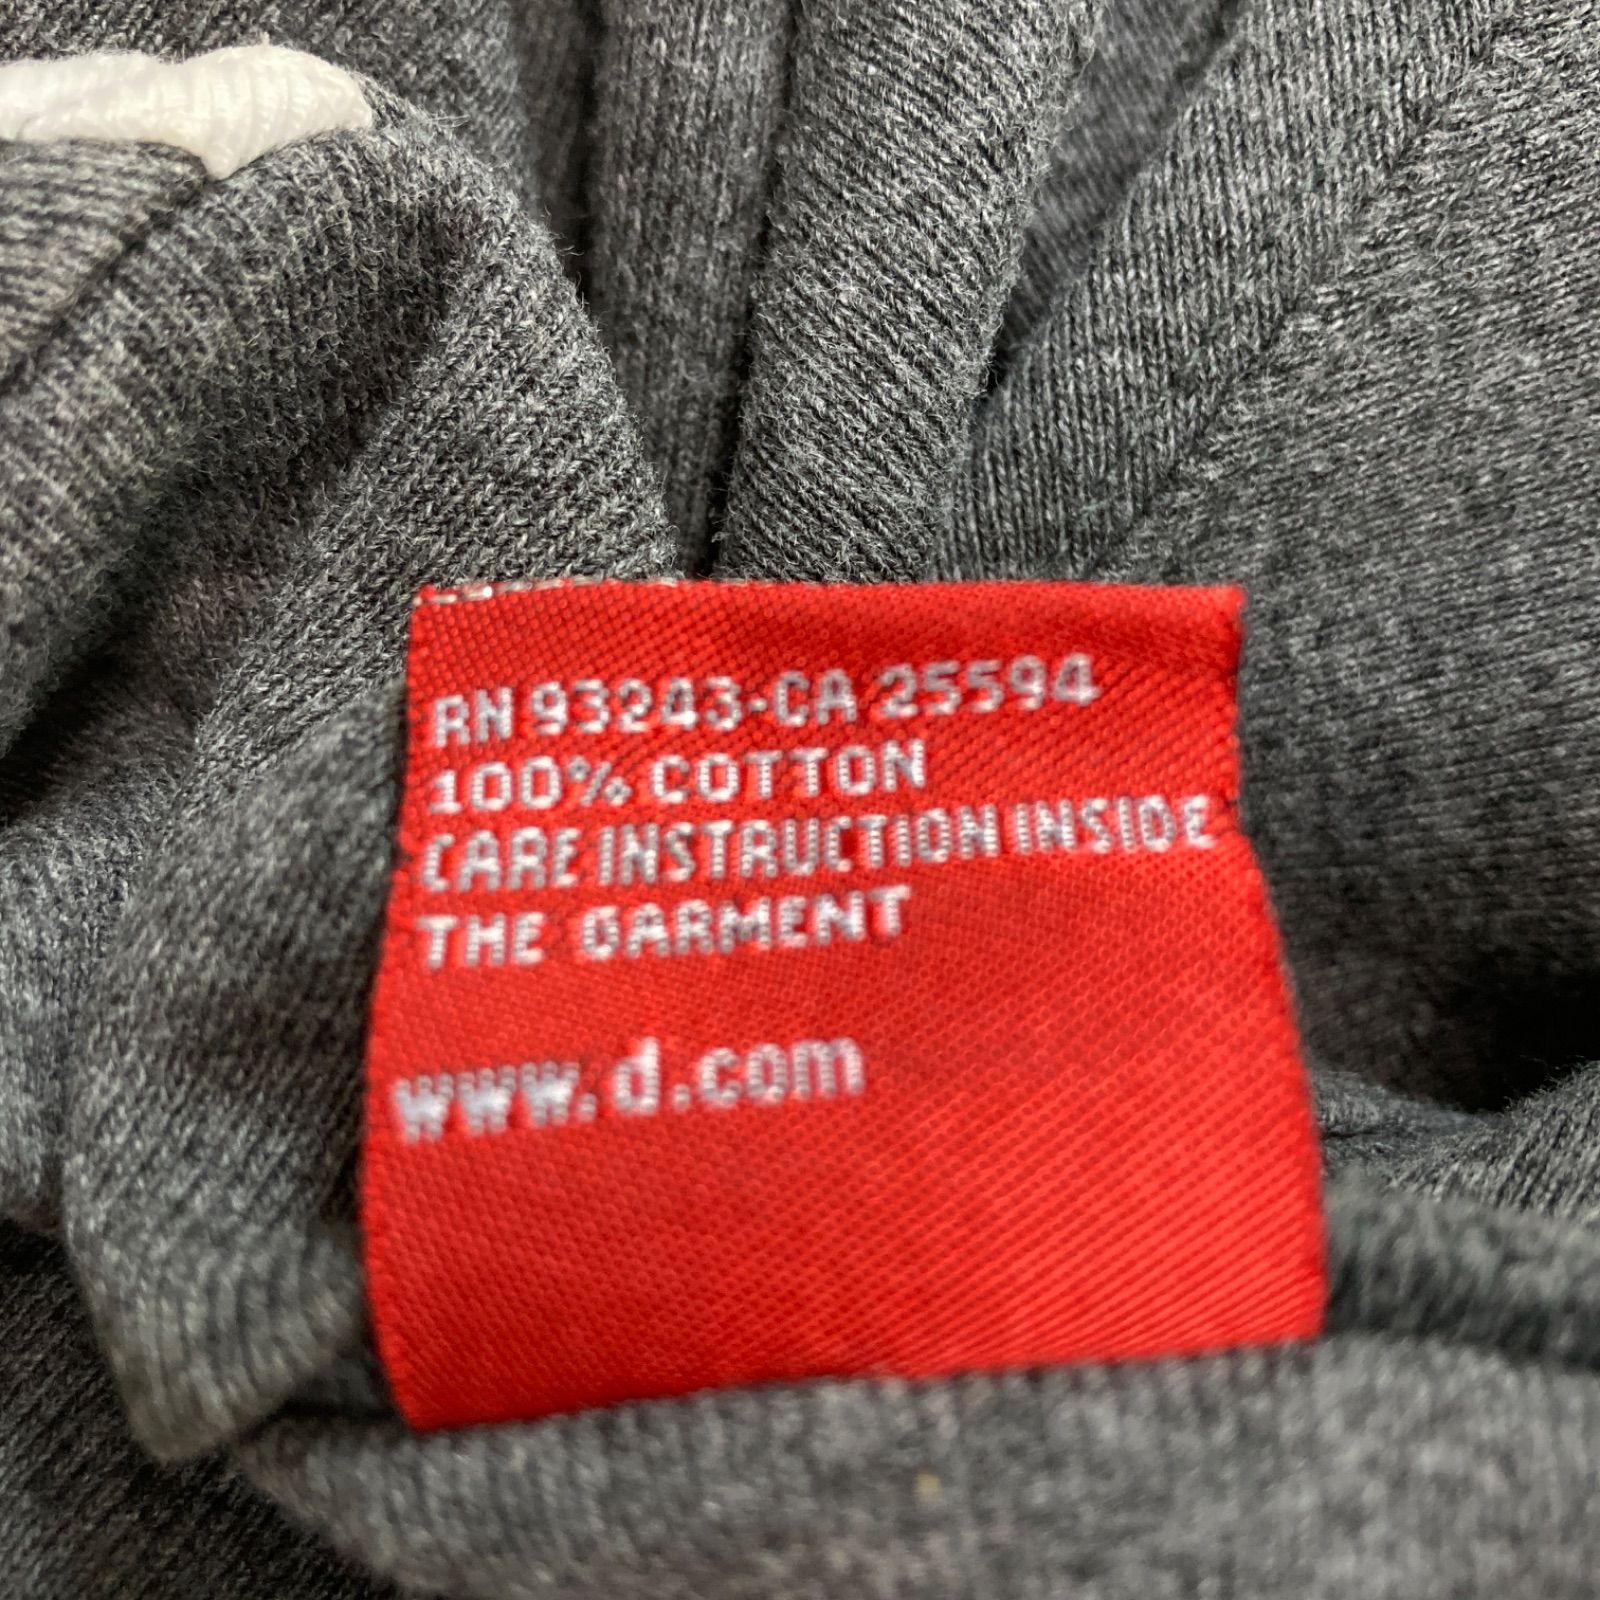 RN 93243-CA 25594
100% COTTON
CARE INSTRUCTION INSIDE
THE GARMENT
www.d.com